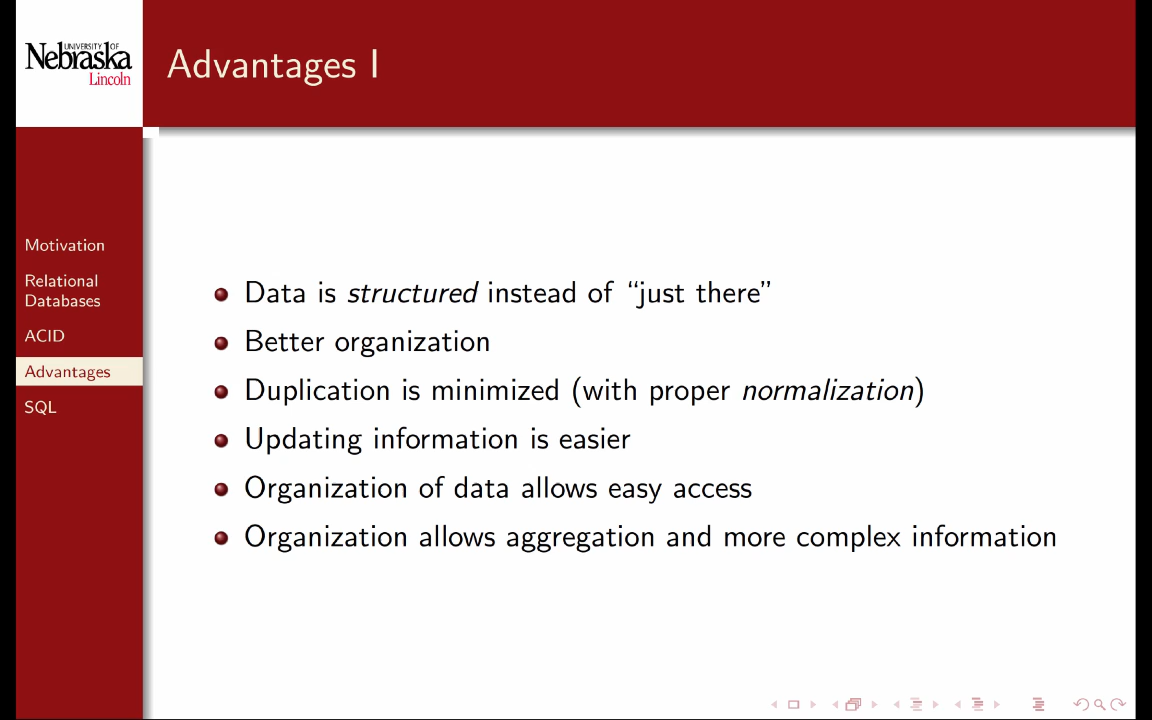 UNIVERSITY OF
Nebraska
Lincoln
Advantages I
Motivation
Relational
Databases
ACID
Advantages
SQL
Data is structured instead of “just there”
Better organization
Duplication is minimized (with proper normalization)
Updating information is easier
Organization of data allows easy access
Organization allows aggregation and more complex information